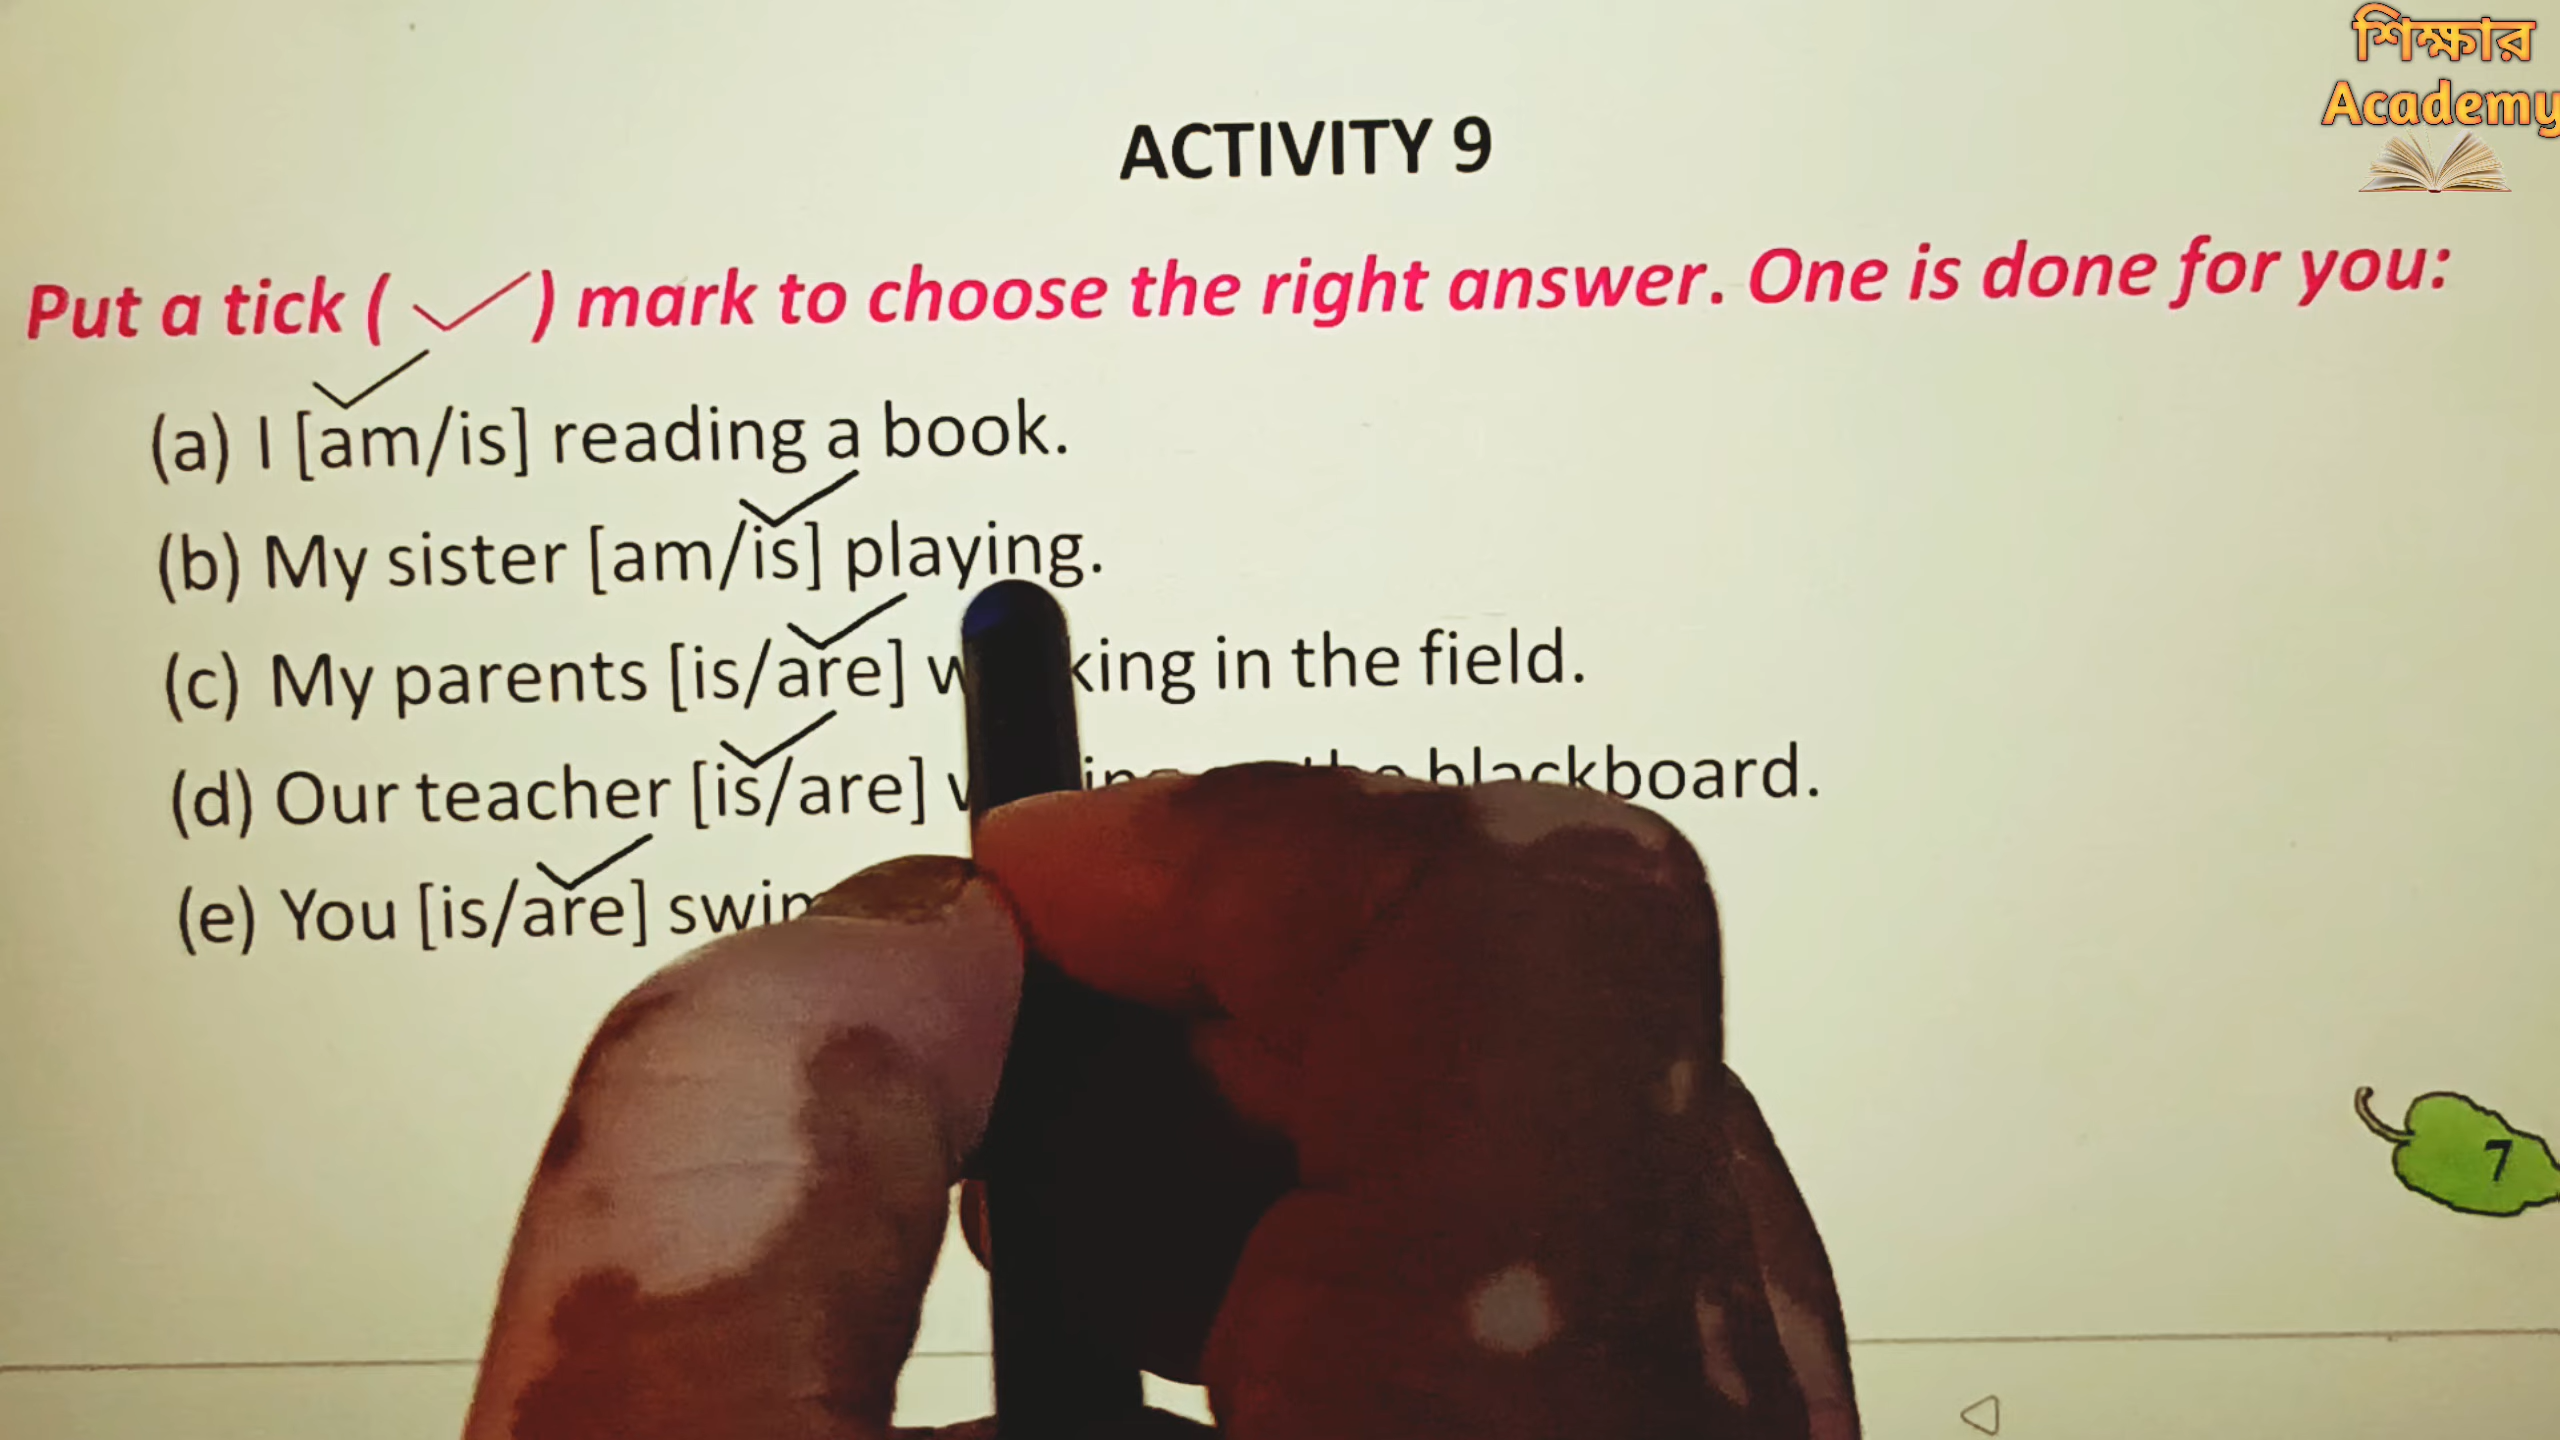 শিক্ষার
Academy
ACTIVITY 9
Put a tick ( ✓ ) mark to choose the right answer. One is done for you:
(a) I [am/is] reading a book.
(b) My sister [am/is] playing.
(c) My parents [is/are] in the field.
(d) Our teacher [is/are] blackboard.
(e) You [is/are]
7